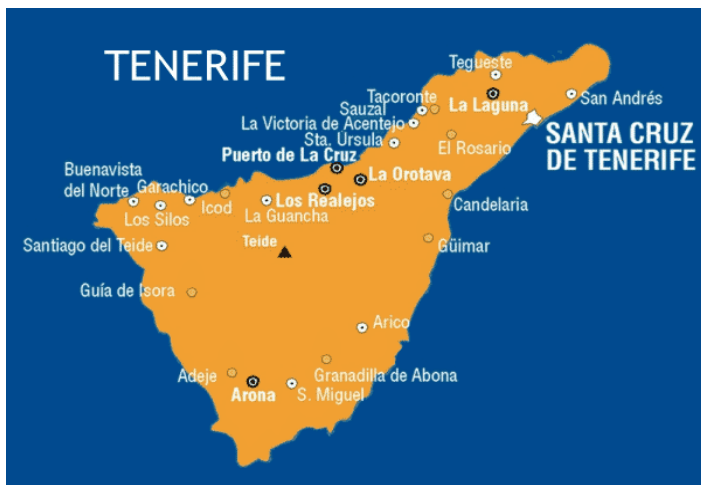 TENERIFE
Tegueste
Tacoronte
La Laguna
San Andrés
Sauzal
La Victoria de Acentejo
SANTA CRUZ
DE TENERIFE
Sta. Úrsula
El Rosario
Puerto de La Cruz
La Orotava
Buenavista
del Norte
Garachico
Los Realejos
Icod
Candelaria
Los Silos
La Guancha
Santiago del Teide
Teide
Güimar
Guía de Isora
Arico
Adeje
Granadilla de Abona
Arona
S. Miguel